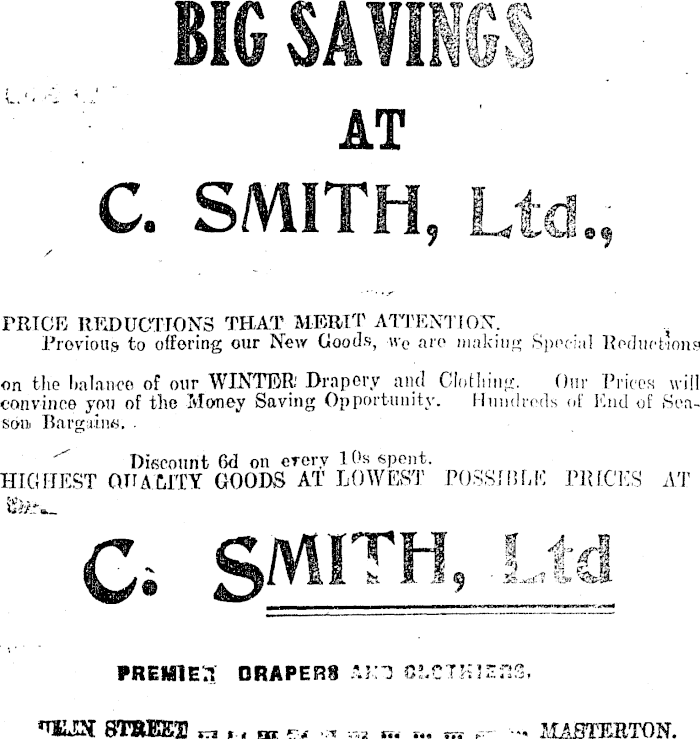 BIG SAVINGS
AT
C. SMITH, Ltd.,
PRICE REDUCTIONS THAT MERIT ATTENTION.
Previous to offering our New Goods, we are making Special Reductions
on the balance of our WINTER Drapery and Clothing. Our Prices will
convince you of the Money Saving Opportunity. Hundreds of End of Sea-
son Bargains.
Discount 6d on every 10s spent.
HIGHEST QUALITY GOODS AT LOWEST POSSIBLE PRICES AT
C. SMITH, Ltd
PREMIER DRAPERS AND CLOTHIERS,
STREET MASTERTON.